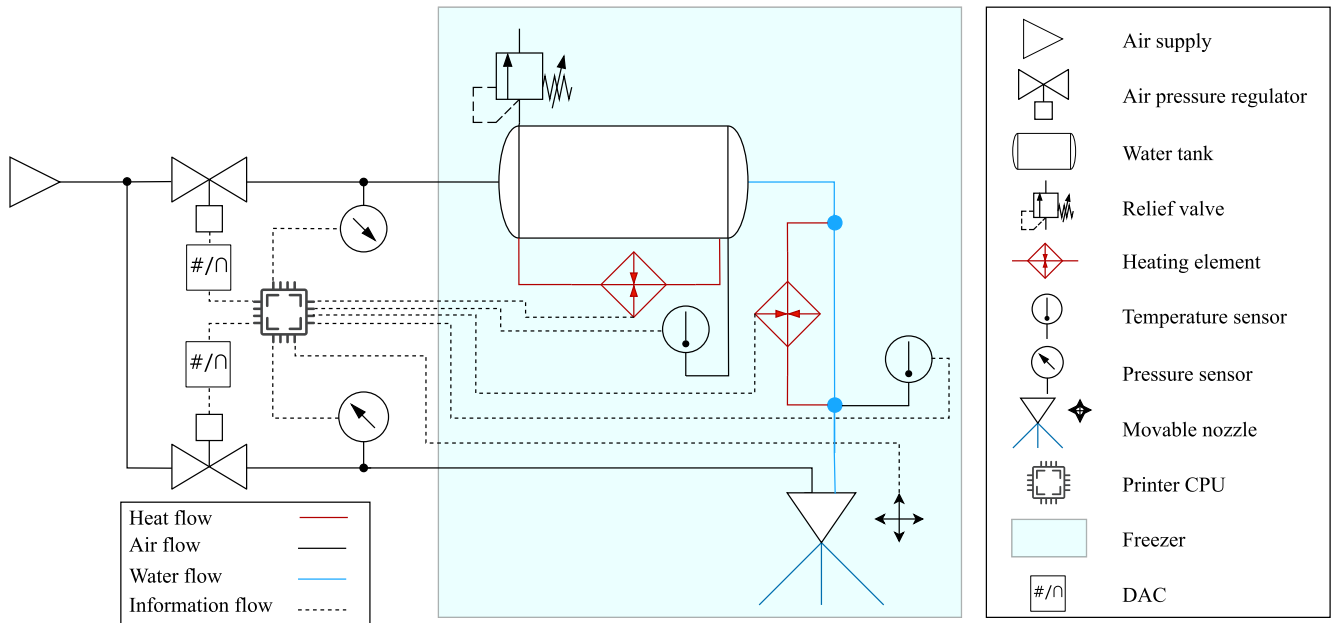 #/∩
#/∩
Heat flow
Air flow
Water flow
Information flow
Air supply
Air pressure regulator
Water tank
Relief valve
Heating element
Temperature sensor
Pressure sensor
Movable nozzle
Printer CPU
Freezer
#/∩
DAC